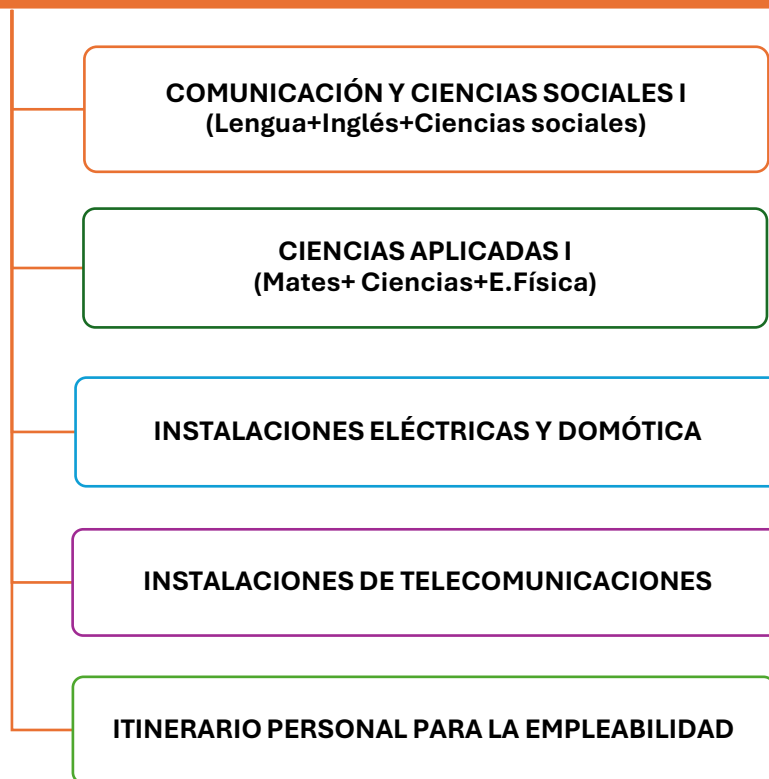 COMUNICACIÓN Y CIENCIAS SOCIALES I
(Lengua+Inglés+Ciencias sociales)
CIENCIAS APLICADAS I
(Mates+ Ciencias+E.Física)
INSTALACIONES ELÉCTRICAS Y DOMÓTICA
INSTALACIONES DE TELECOMUNICACIONES
ITINERARIO PERSONAL PARA LA EMPLEABILIDAD